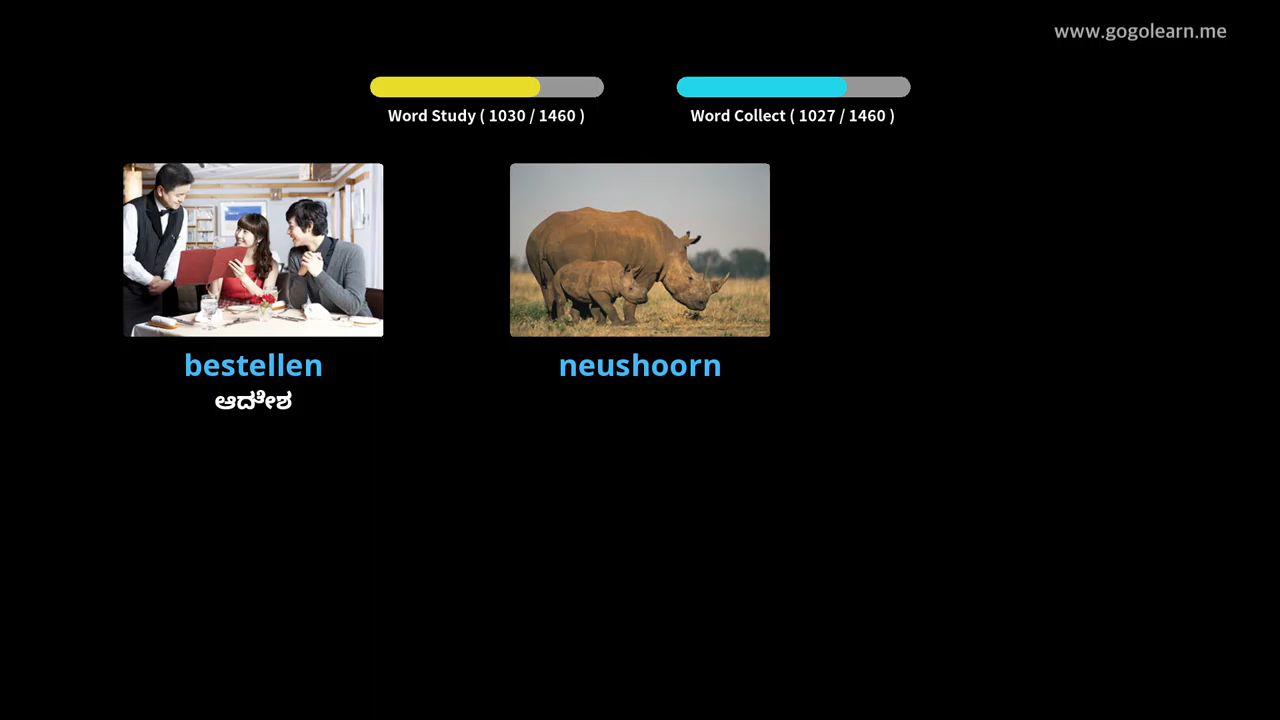 www.gogolearn.me
Word Study ( 1030 / 1460 )
Word Collect ( 1027 / 1460 )
bestellen
neushoorn
ಆದೇಶ